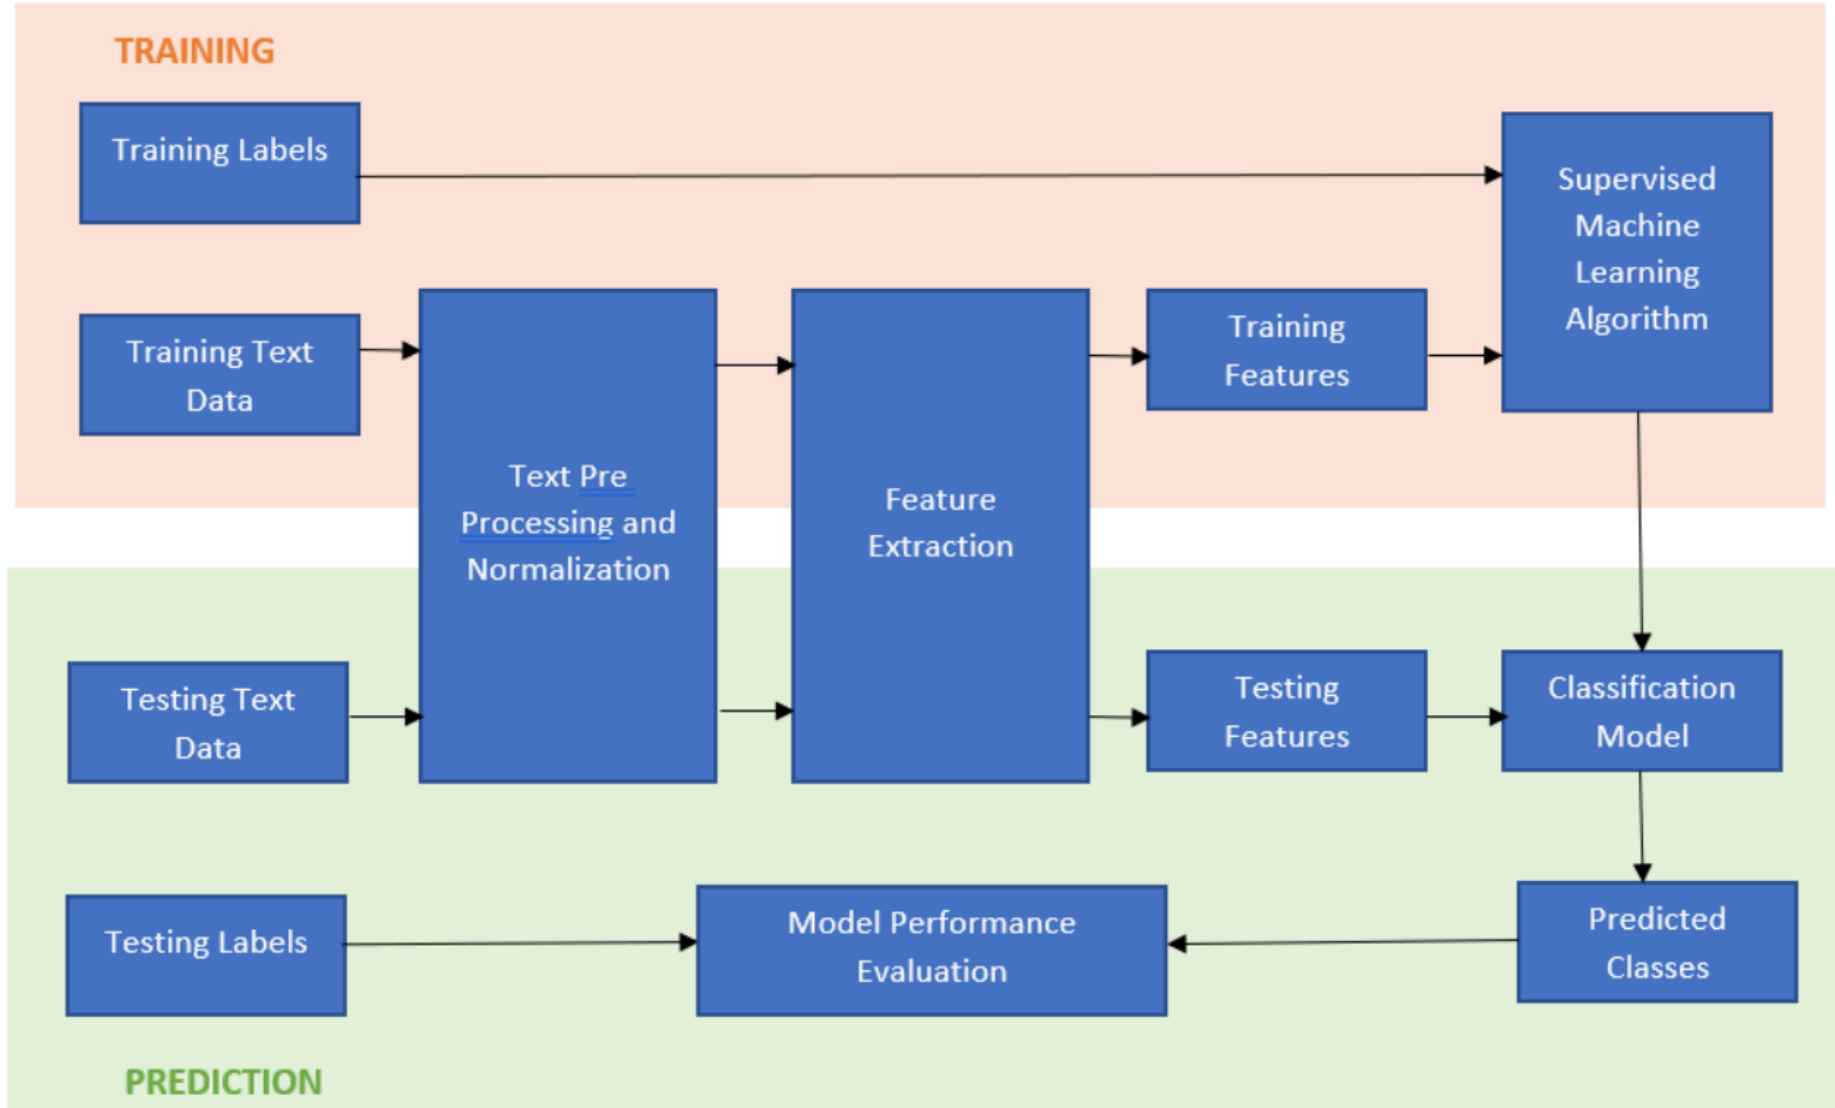 TRAINING
Training Labels
Supervised
Machine
Learning
Algorithm
Training Text
Data
Training
Features
Text Pre
Processing and
Normalization
Feature
Extraction
Testing Text
Data
Testing
Features
Classification
Model
Testing Labels
Model Performance
Evaluation
Predicted
Classes
PREDICTION